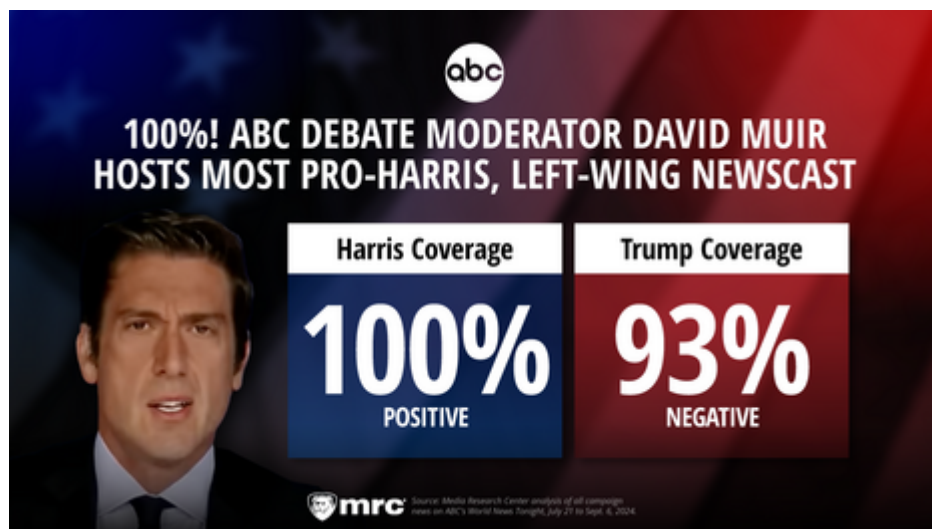 abc
100%! ABC DEBATE MODERATOR DAVID MUIR
HOSTS MOST PRO-HARRIS, LEFT-WING NEWSCAST
Harris Coverage
100%
POSITIVE
Trump Coverage
93%
NEGATIVE
mrc
Source: Media Research Center analysis of all campaign
news on ABC's World News Tonight, July 21 to Sept. 6, 2024.